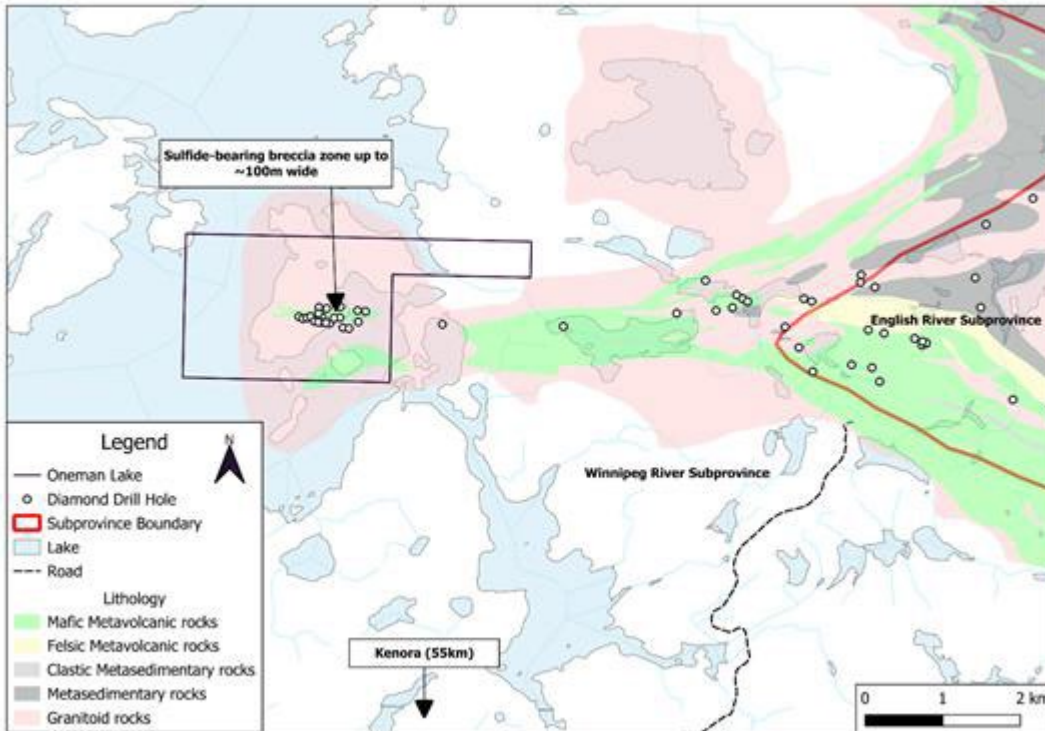 Sulfide-bearing breccia zone up to
~100m wide
English River Subprovince
Winnipeg River Subprovince
Kenora (55km)
Legend
N
Oneman Lake
Diamond Drill Hole
Subprovince Boundary
Lake
Road
Lithology
Mafic Metavolcanic rocks
Felsic Metavolcanic rocks
Clastic Metasedimentary rocks
Metasedimentary rocks
Granitoid rocks
0 1 2 km